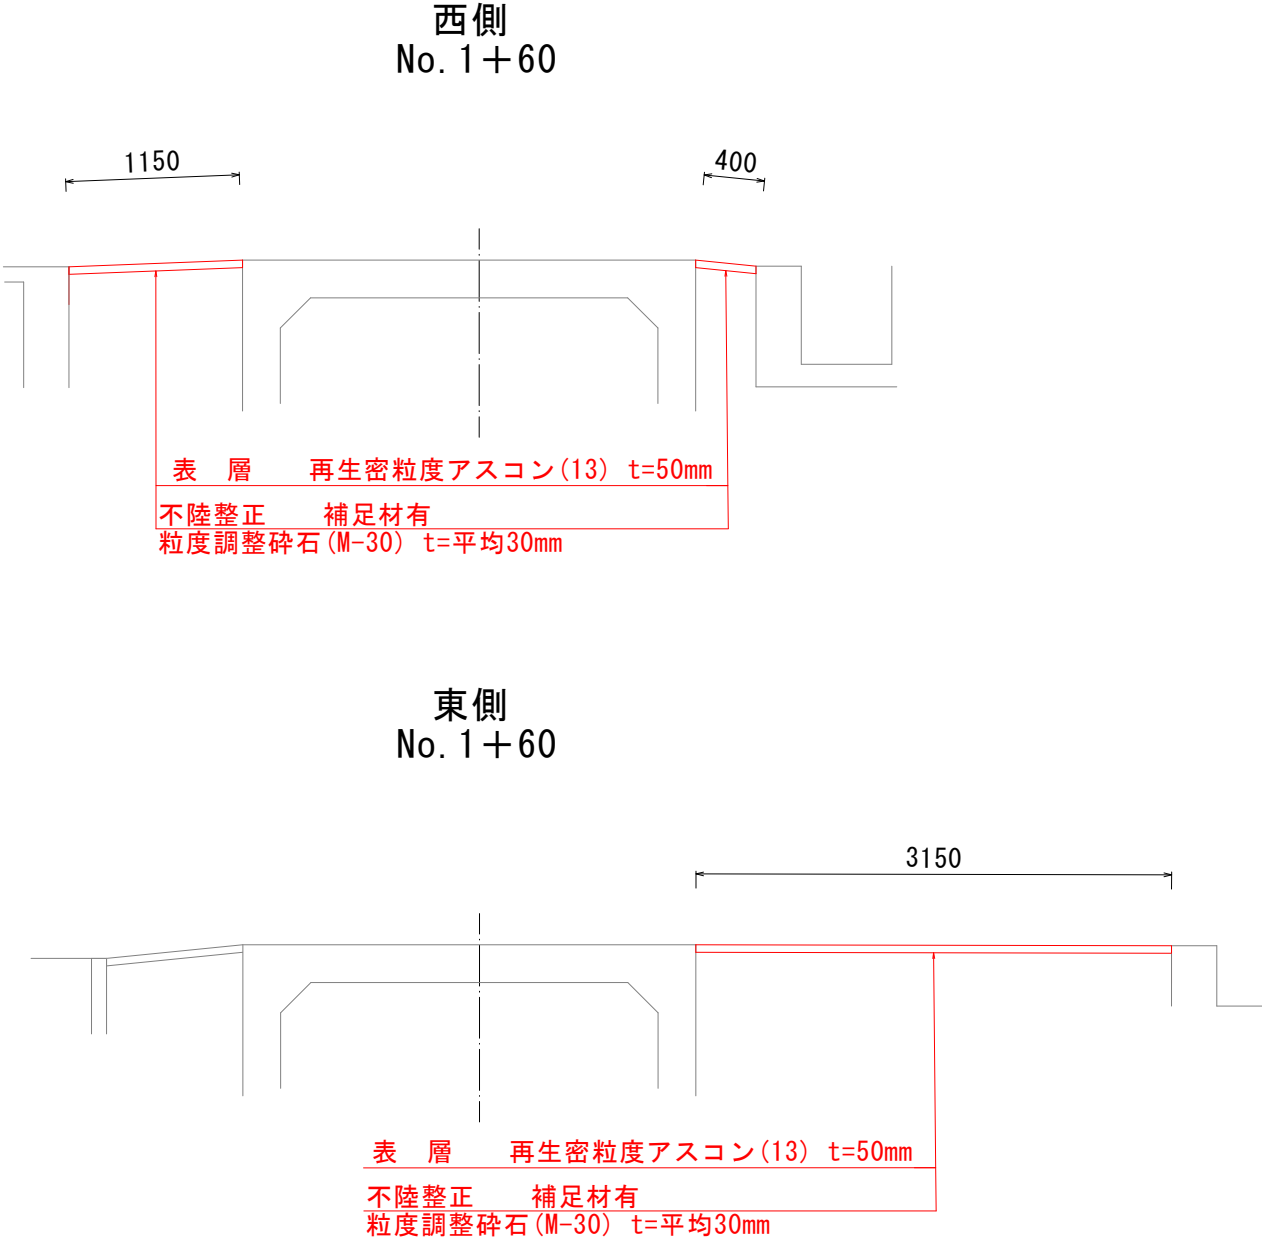 西側
No.1＋60
1150
400
表　層　　再生密粒度アスコン(13) t=50mm
不陸整正　　補足材有
粒度調整砕石(M-30) t=平均30mm
東側
No.1＋60
3150
表　層　　再生密粒度アスコン(13) t=50mm
不陸整正　　補足材有
粒度調整砕石(M-30) t=平均30mm